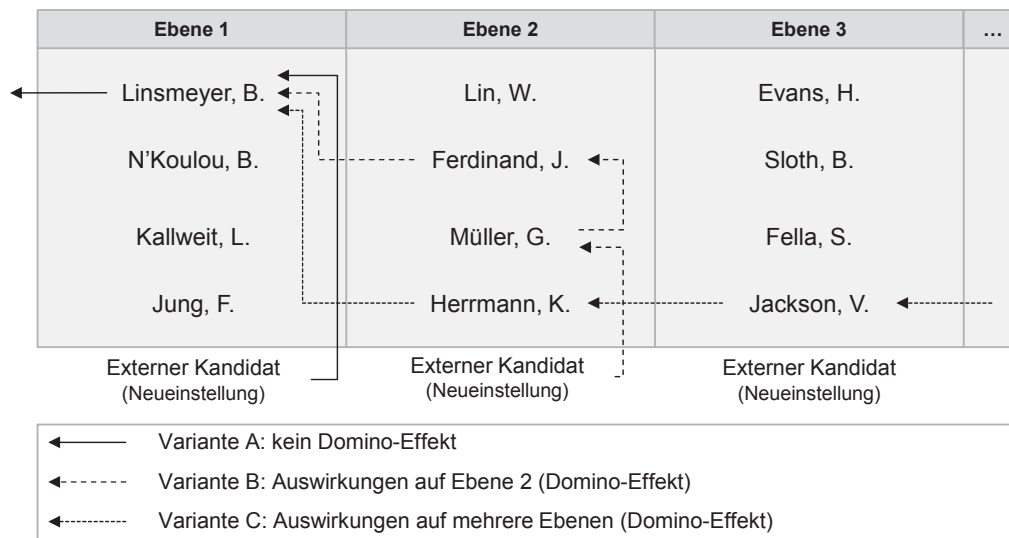 Ebene 1 Ebene 2 Ebene 3 ...
Linsmeyer, B. Lin, W. Evans, H.
N'Koulou, B. Ferdinand, J. Sloth, B.
Kallweit, L. Müller, G. Fella, S.
Jung, F. Herrmann, K. Jackson, V.
Externer Kandidat Externer Kandidat Externer Kandidat
(Neueinstellung) (Neueinstellung) (Neueinstellung)
Variante A: kein Domino-Effekt
Variante B: Auswirkungen auf Ebene 2 (Domino-Effekt)
Variante C: Auswirkungen auf mehrere Ebenen (Domino-Effekt)